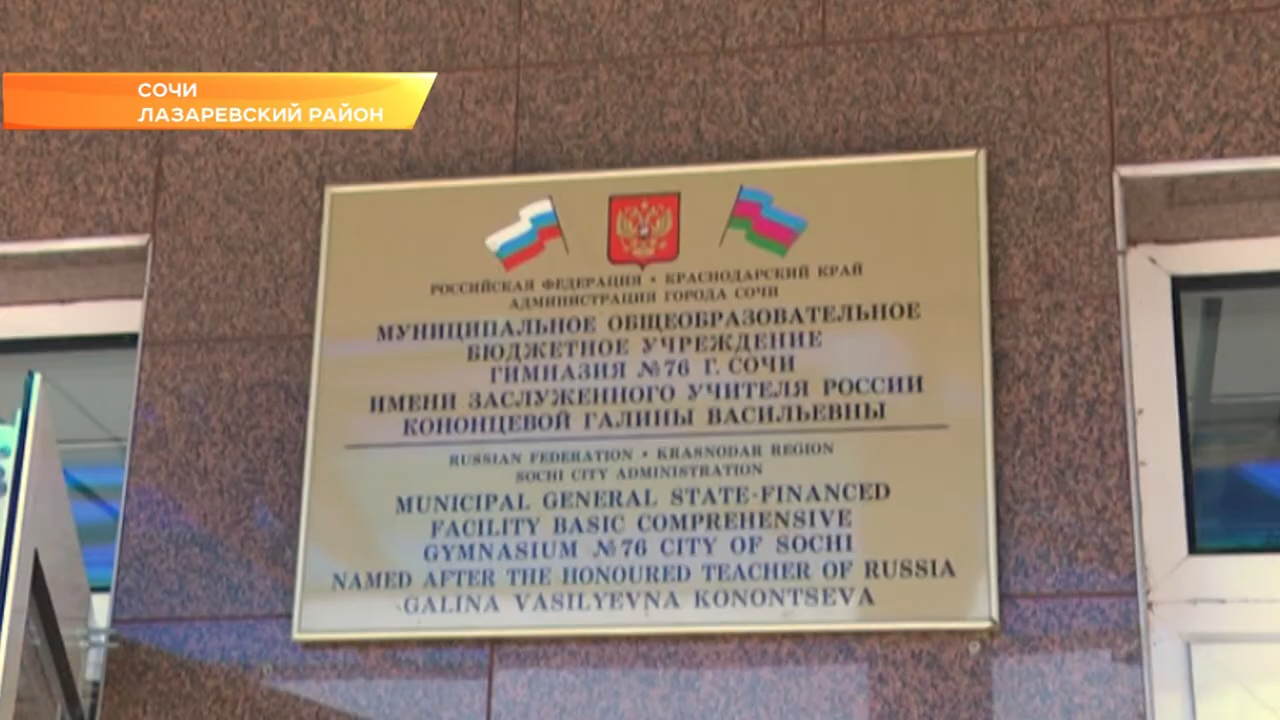 СОЧИ
ЛАЗАРЕВСКИЙ РАЙОН
РОССИЙСКАЯ ФЕДЕРАЦИЯ • КРАСНОДАРСКИЙ КРАЙ
АДМИНИСТРАЦИЯ ГОРОДА СОЧИ
МУНИЦИПАЛЬНОЕ ОБЩЕОБРАЗОВАТЕЛЬНОЕ
БЮДЖЕТНОЕ УЧРЕЖДЕНИЕ
ГИМНАЗИЯ №76 Г. СОЧИ
ИМЕНИ ЗАСЛУЖЕННОГО УЧИТЕЛЯ РОССИИ
КОНОНЦЕВОЙ ГАЛИНЫ ВАСИЛЬЕВНЫ
RUSSIAN FEDERATION • KRASNODAR REGION
SOCHI CITY ADMINISTRATION
MUNICIPAL GENERAL STATE-FINANCED
FACILITY BASIC COMPREHENSIVE
GYMNASIUM №76 CITY OF SOCHI
NAMED AFTER THE HONOURED TEACHER OF RUSSIA
GALINA VASILYEVNA KONONTSEVA